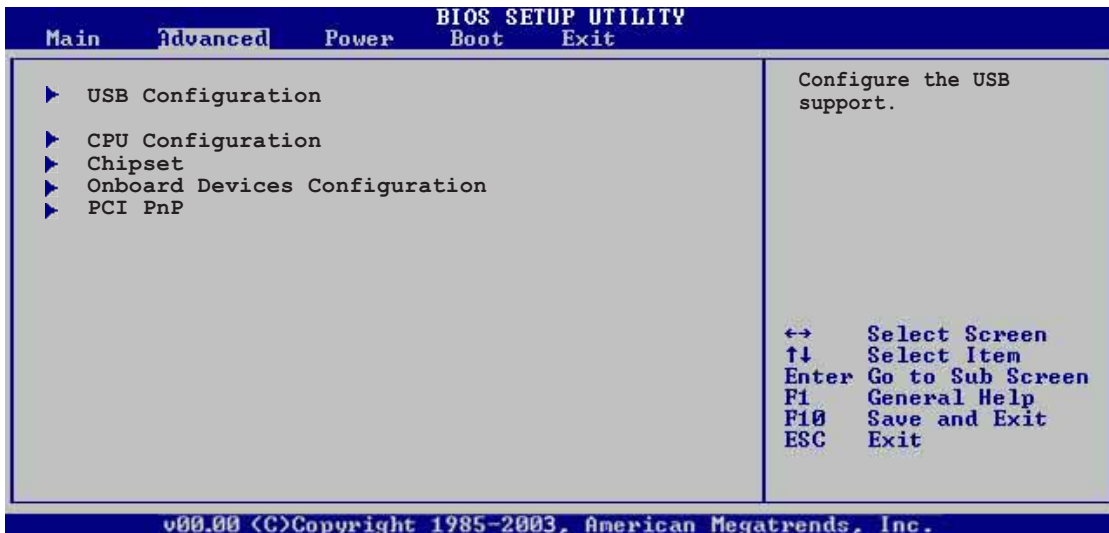 BIOS SETUP UTILITY
Main Advanced Power Boot Exit
USB Configuration
CPU Configuration
Chipset
Onboard Devices Configuration
PCI PnP
Configure the USB
support.
↔ Select Screen
↑↓ Select Item
Enter Go to Sub Screen
F1 General Help
F10 Save and Exit
ESC Exit
v00.00 (C)Copyright 1985-2003, American Megatrends, Inc.